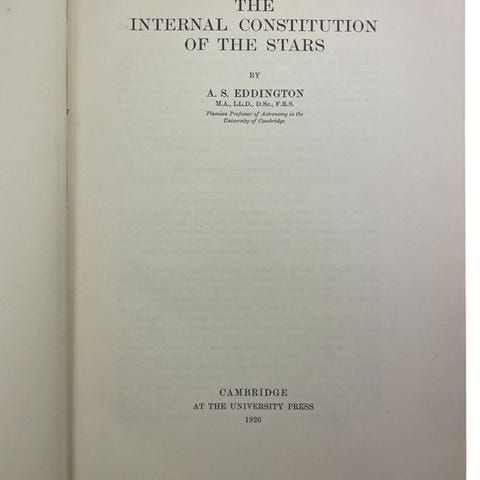 THE
INTERNAL CONSTITUTION
OF THE STARS
BY
A. S. EDDINGTON
M.A., LL.D., D.Sc., F.R.S.
Plumian Professor of Astronomy in the
University of Cambridge
CAMBRIDGE
AT THE UNIVERSITY PRESS
1926